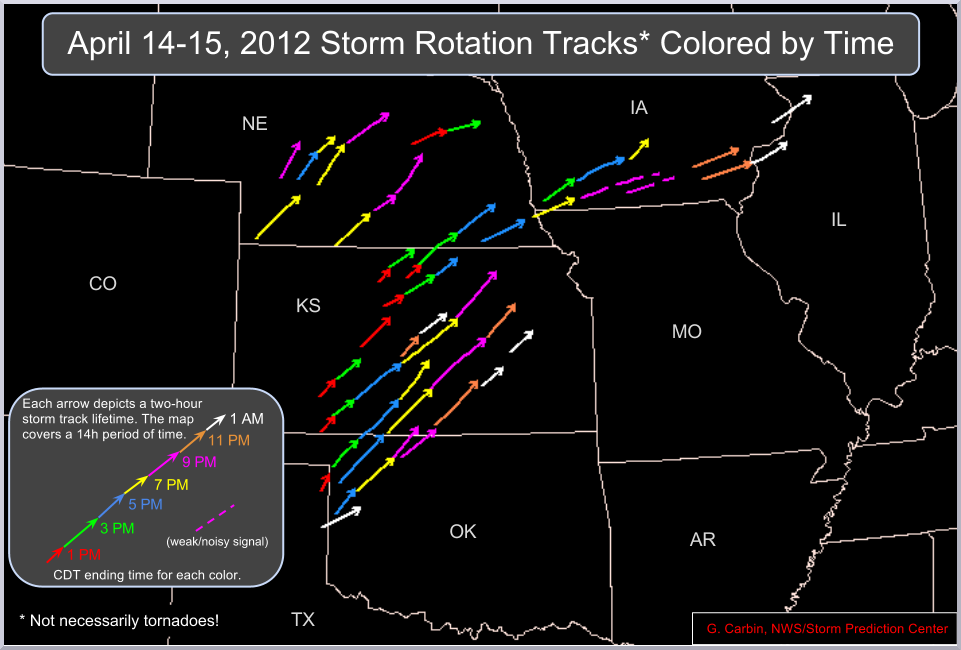 April 14-15, 2012 Storm Rotation Tracks* Colored by Time
NE
IA
IL
CO
KS
MO
Each arrow depicts a two-hour
storm track lifetime. The map
covers a 14h period of time.
1 AM
11 PM
9 PM
7 PM
5 PM
3 PM
1 PM
(weak/noisy signal)
CDT ending time for each color.
OK
AR
TX
* Not necessarily tornadoes!
G. Carbin, NWS/Storm Prediction Center